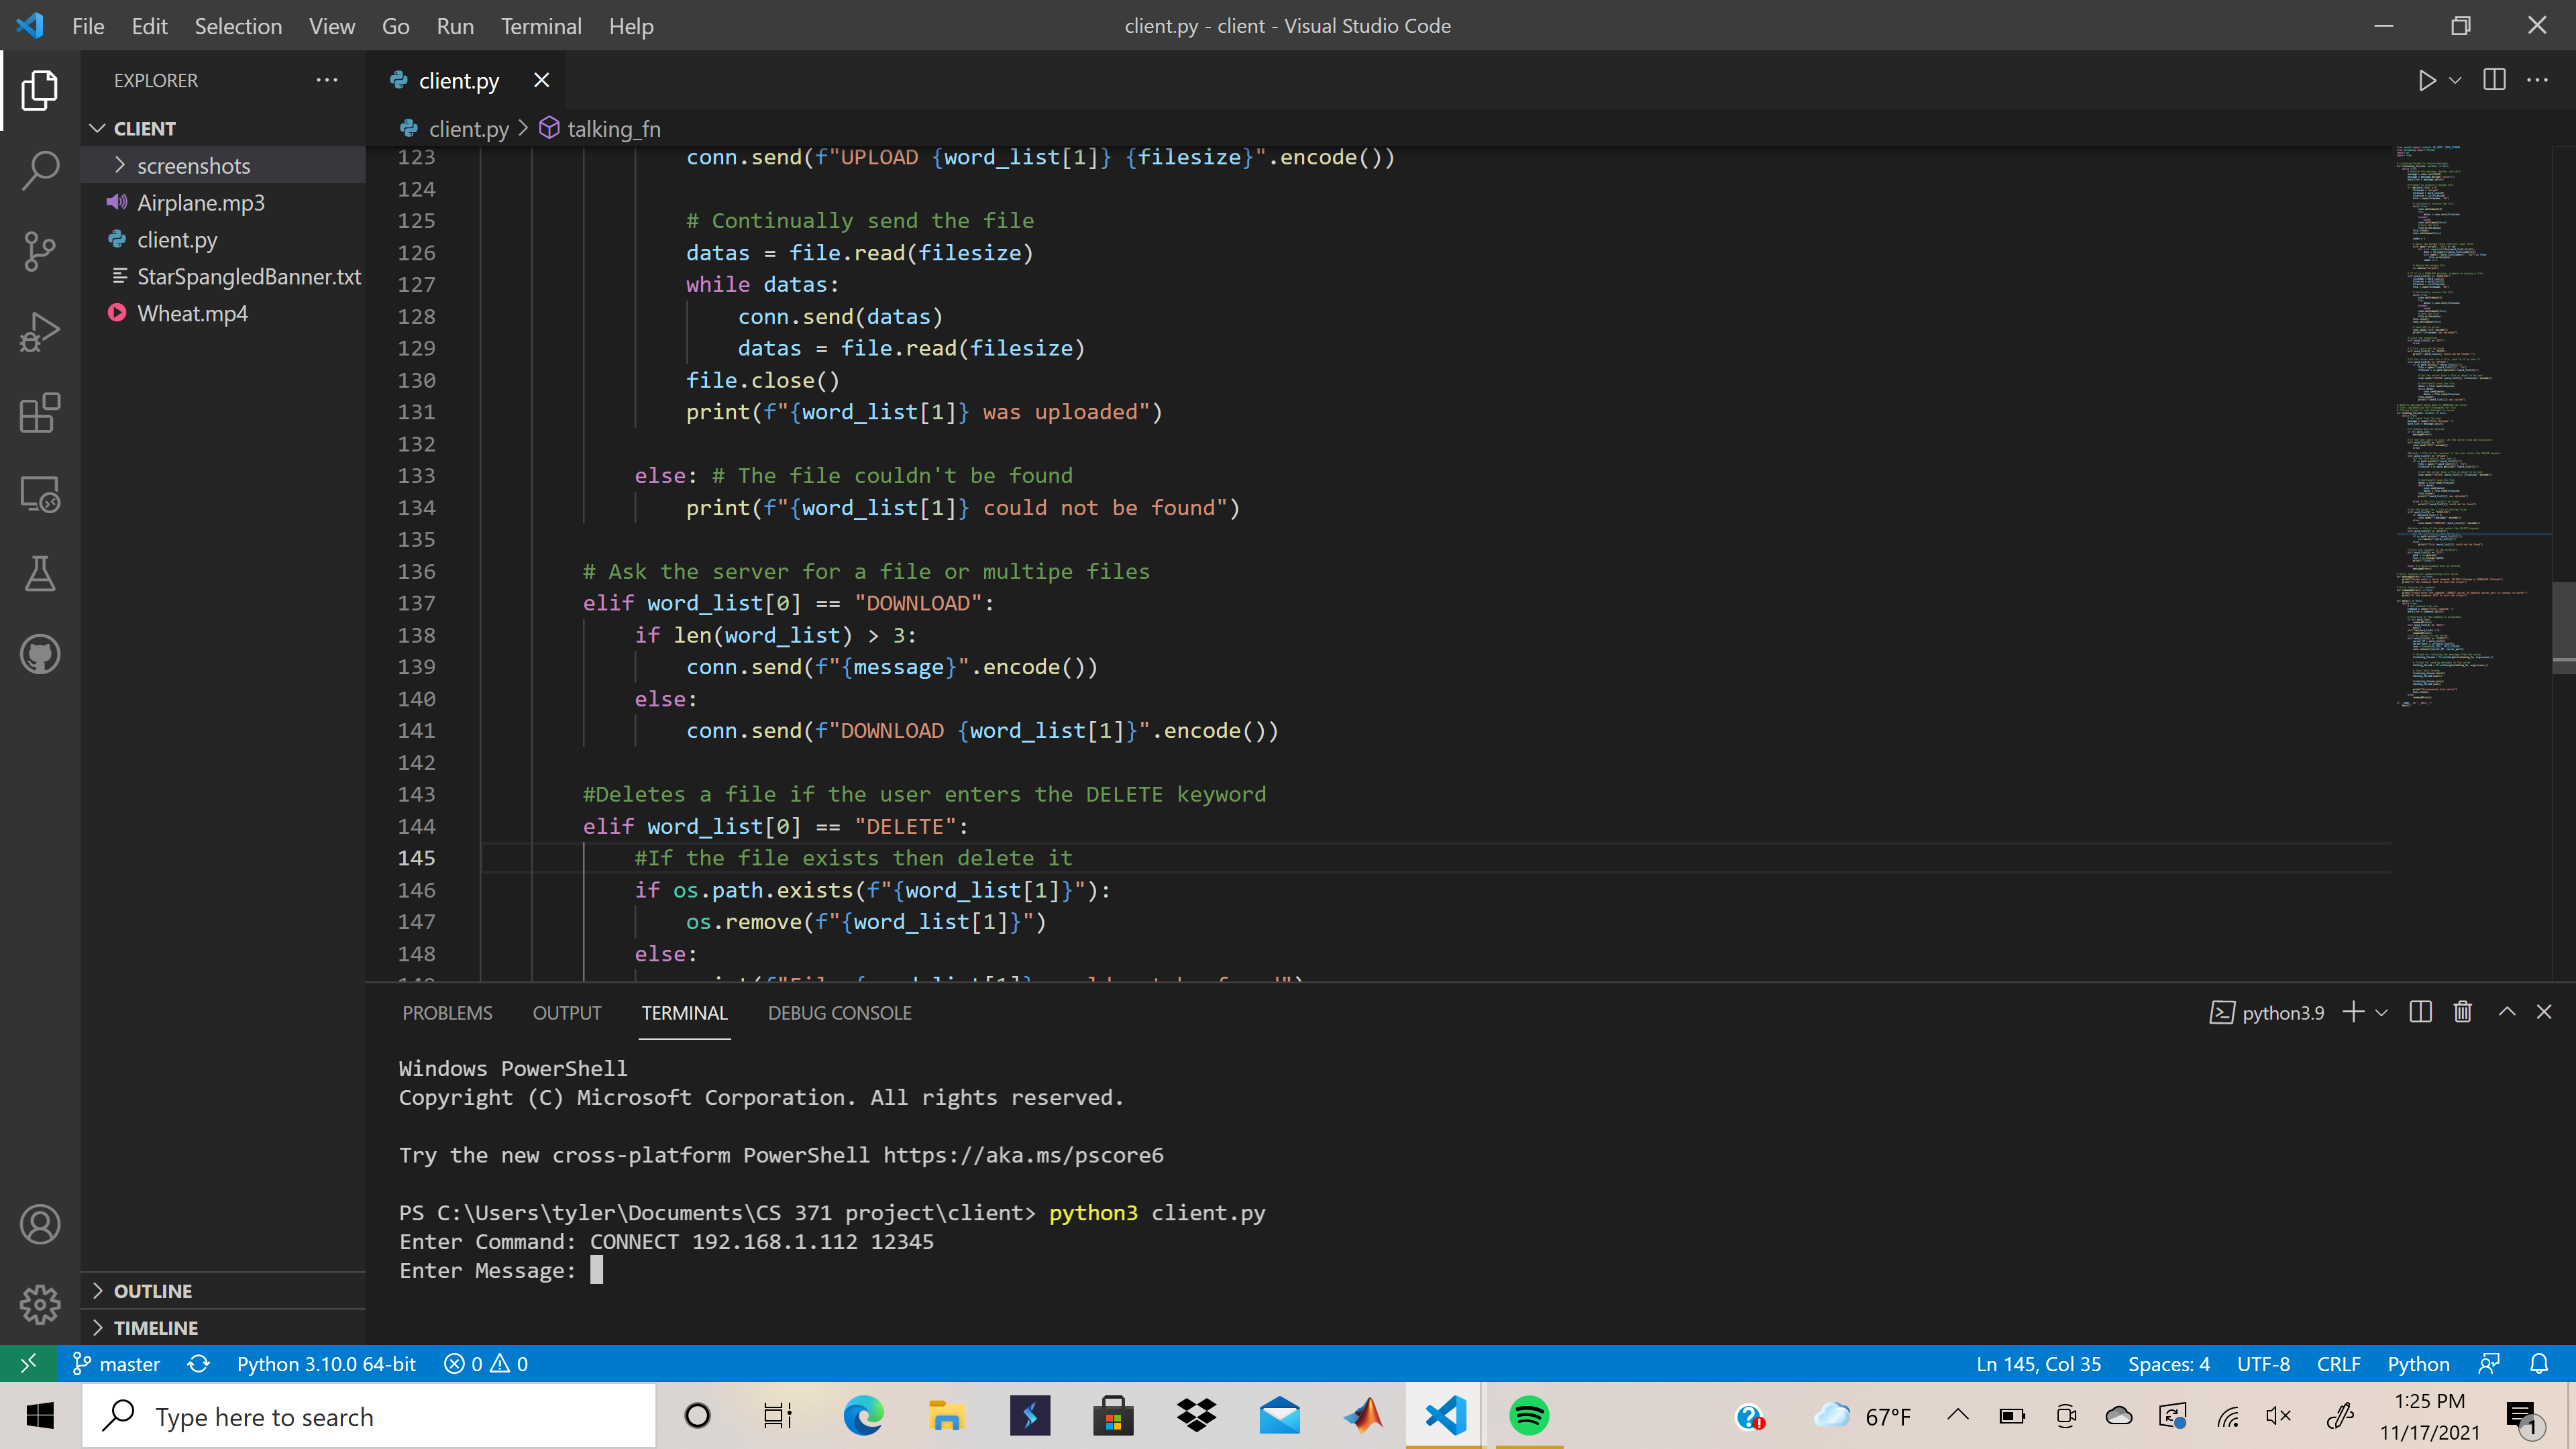 File Edit Selection View Go Run Terminal Help
client.py - client - Visual Studio Code
EXPLORER
CLIENT
screenshots
Airplane.mp3
client.py
StarSpangledBanner.txt
Wheat.mp4
OUTLINE
TIMELINE
client.py
client.py > talking_fn
123 conn.send(f"UPLOAD {word_list[1]} {filesize}".encode())
124
125 # Continually send the file
126 datas = file.read(filesize)
127 while datas:
128 conn.send(datas)
129 datas = file.read(filesize)
130 file.close()
131 print(f"{word_list[1]} was uploaded")
132
133 else: # The file couldn't be found
134 print(f"{word_list[1]} could not be found")
135
136 # Ask the server for a file or multipe files
137 elif word_list[0] == "DOWNLOAD":
138 if len(word_list) > 3:
139 conn.send(f"{message}".encode())
140 else:
141 conn.send(f"DOWNLOAD {word_list[1]}".encode())
142
143 #Deletes a file if the user enters the DELETE keyword
144 elif word_list[0] == "DELETE":
145 #If the file exists then delete it
146 if os.path.exists(f"{word_list[1]}"):
147 os.remove(f"{word_list[1]}")
148 else:
PROBLEMS OUTPUT TERMINAL DEBUG CONSOLE
python3.9
Windows PowerShell
Copyright (C) Microsoft Corporation. All rights reserved.
Try the new cross-platform PowerShell https://aka.ms/pscore6
PS C:\Users\tyler\Documents\CS 371 project\client> python3 client.py
Enter Command: CONNECT 192.168.1.112 12345
Enter Message:
master Python 3.10.0 64-bit 0 0
Ln 145, Col 35 Spaces: 4 UTF-8 CRLF Python
Type here to search
67°F
1:25 PM
11/17/2021
1